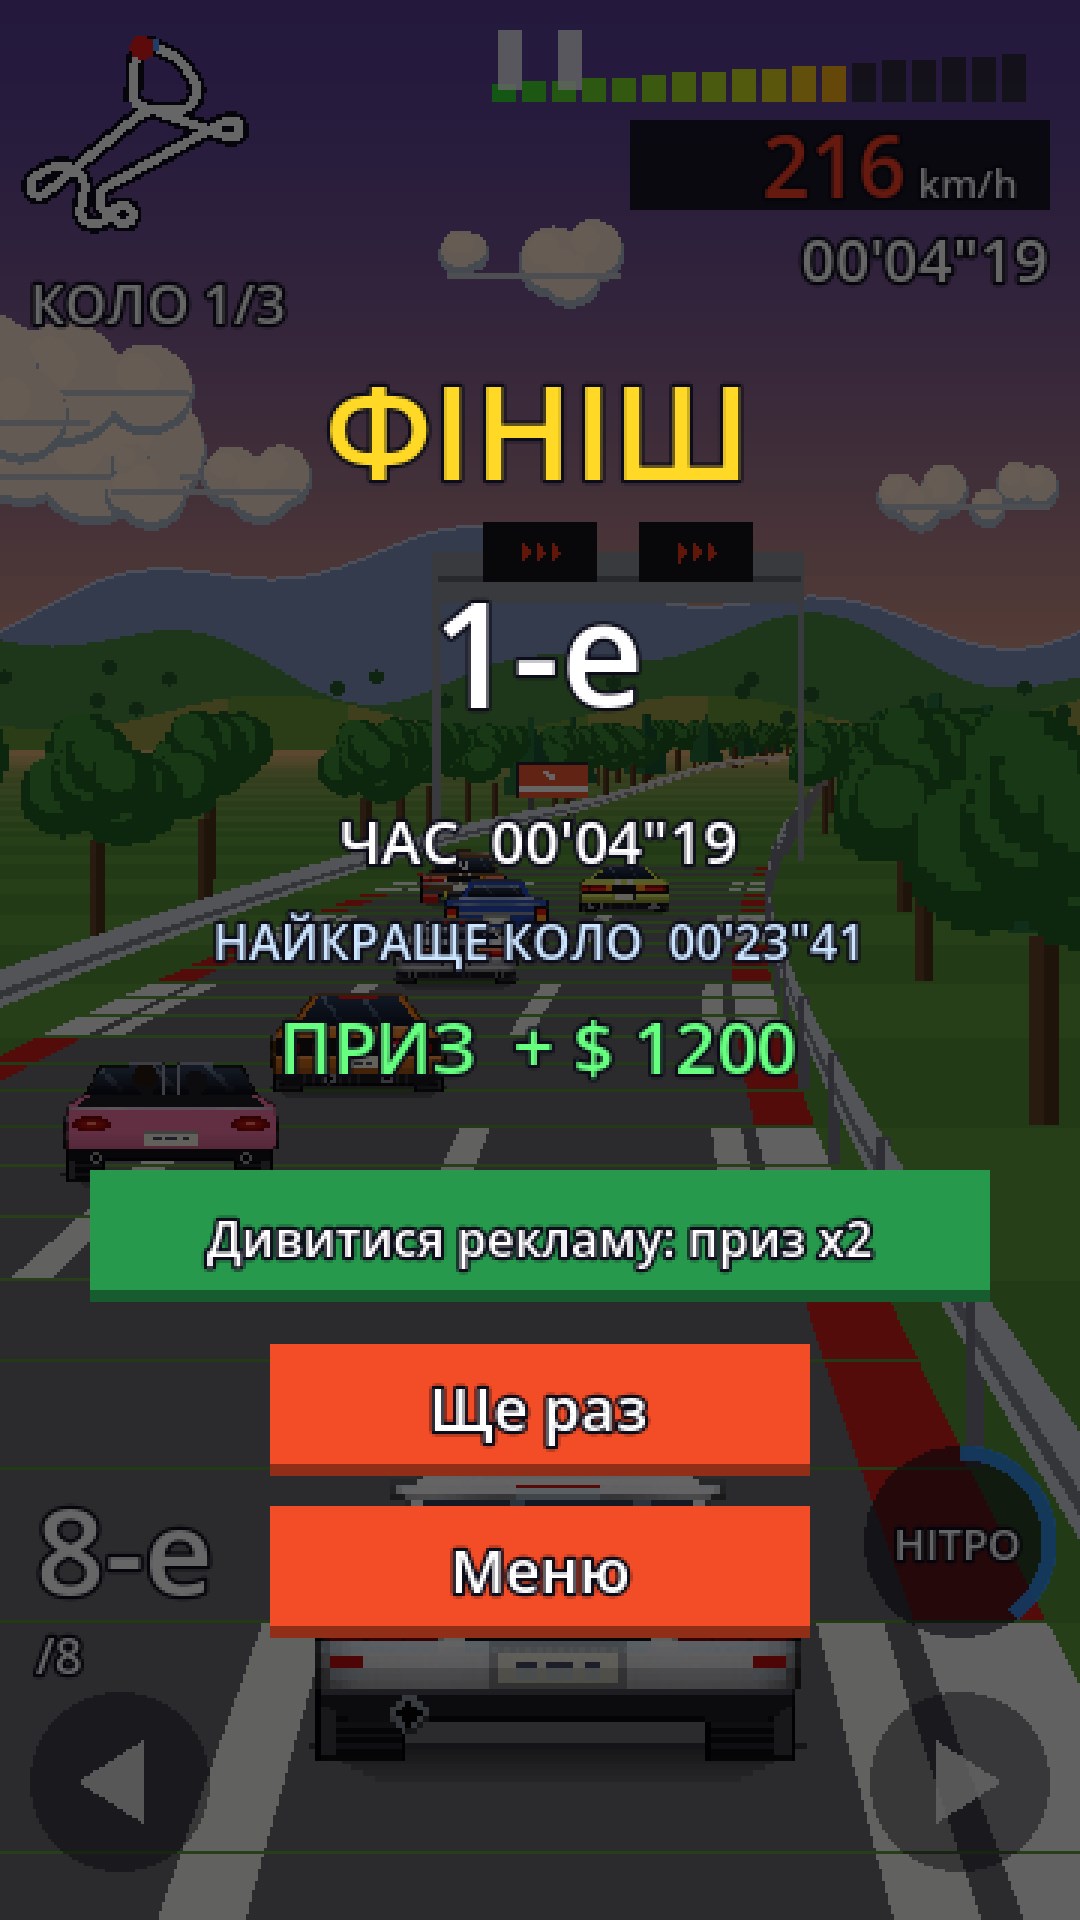 216 km/h
00'04"19
КОЛО 1/3
ФІНІШ
1-е
ЧАС 00'04"19
НАЙКРАЩЕ КОЛО 00'23"41
ПРИЗ + $ 1200
Дивитися рекламу: приз x2
Ще раз
Меню
НІТРО
8-е
/8